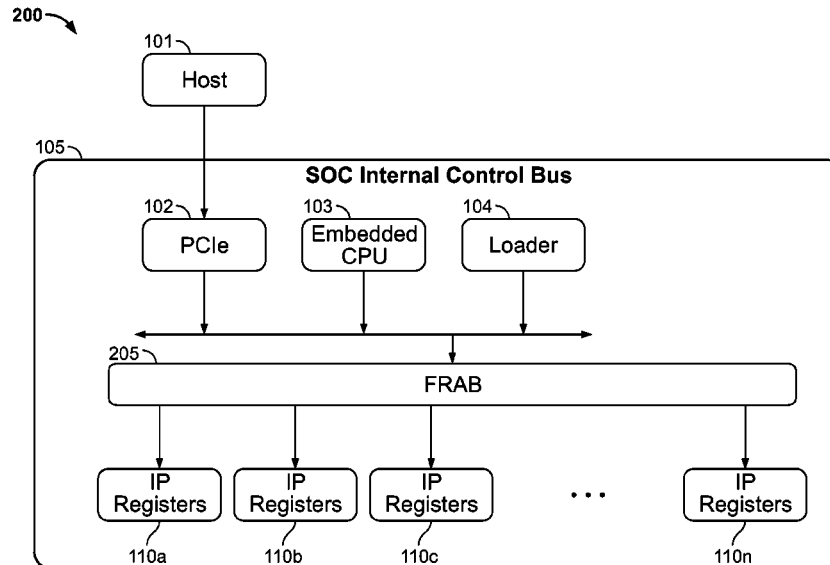 200
101
Host
105
SOC Internal Control Bus
102
103
104
PCIe
Embedded
CPU
Loader
205
FRAB
IP
Registers
IP
Registers
IP
Registers
...
IP
Registers
110a
110b
110c
110n